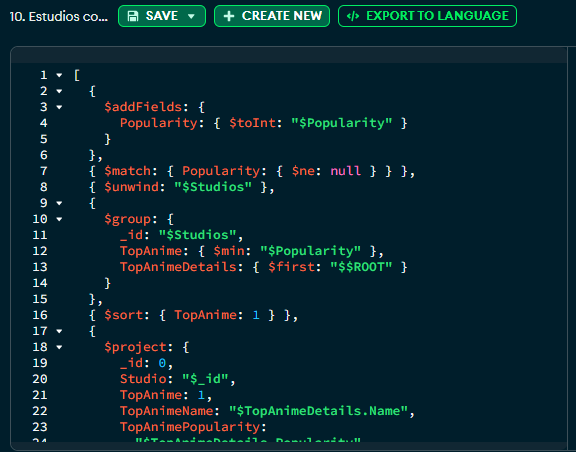 10. Estudios co... SAVE CREATE NEW </> EXPORT TO LANGUAGE
1 [
2 {
3 $addFields: {
4 Popularity: { $toInt: "$Popularity" }
5 }
6 },
7 { $match: { Popularity: { $ne: null } } },
8 { $unwind: "$Studios" },
9 {
10 $group: {
11 _id: "$Studios",
12 TopAnime: { $min: "$Popularity" },
13 TopAnimeDetails: { $first: "$$ROOT" }
14 }
15 },
16 { $sort: { TopAnime: 1 } },
17 {
18 $project: {
19 _id: 0,
20 Studio: "$_id",
21 TopAnime: 1,
22 TopAnimeName: "$TopAnimeDetails.Name",
23 TopAnimePopularity:
24 "$TopAnimeDetails.Popularity"